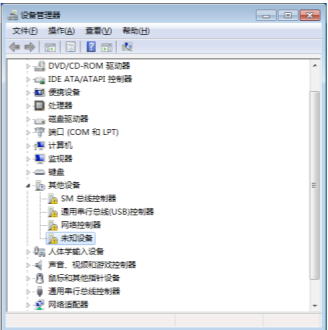 设备管理器
文件(F) 操作(A) 查看(V) 帮助(H)
DVD/CD-ROM 驱动器
IDE ATA/ATAPI 控制器
便携设备
处理器
磁盘驱动器
端口 (COM 和 LPT)
计算机
监视器
键盘
其他设备
SM 总线控制器
通用串行总线(USB)控制器
网络控制器
未知设备
人体学输入设备
声音、视频和游戏控制器
鼠标和其他指针设备
通用串行总线控制器
网络适配器